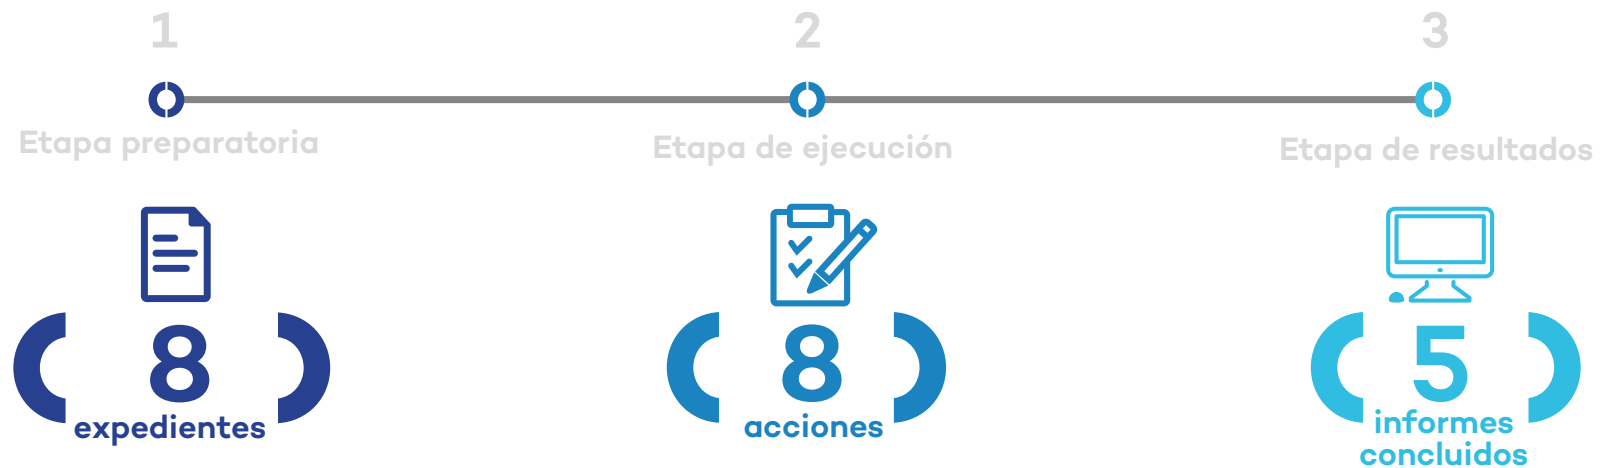 1
2
3
Etapa preparatoria
Etapa de ejecución
Etapa de resultados
8
expedientes
8
acciones
5
informes
concluidos